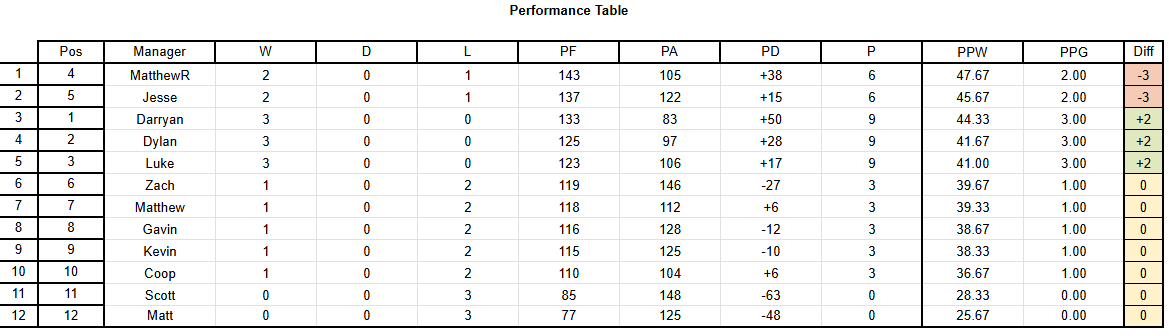 Performance Table
Pos Manager W D L PF PA PD P PPW PPG Diff
1 4 MatthewR 2 0 1 143 105 +38 6 47.67 2.00 -3
2 5 Jesse 2 0 1 137 122 +15 6 45.67 2.00 -3
3 1 Darryan 3 0 0 133 83 +50 9 44.33 3.00 +2
4 2 Dylan 3 0 0 125 97 +28 9 41.67 3.00 +2
5 3 Luke 3 0 0 123 106 +17 9 41.00 3.00 +2
6 6 Zach 1 0 2 119 146 -27 3 39.67 1.00 0
7 7 Matthew 1 0 2 118 112 +6 3 39.33 1.00 0
8 8 Gavin 1 0 2 116 128 -12 3 38.67 1.00 0
9 9 Kevin 1 0 2 115 125 -10 3 38.33 1.00 0
10 10 Coop 1 0 2 110 104 +6 3 36.67 1.00 0
11 11 Scott 0 0 3 85 148 -63 0 28.33 0.00 0
12 12 Matt 0 0 3 77 125 -48 0 25.67 0.00 0